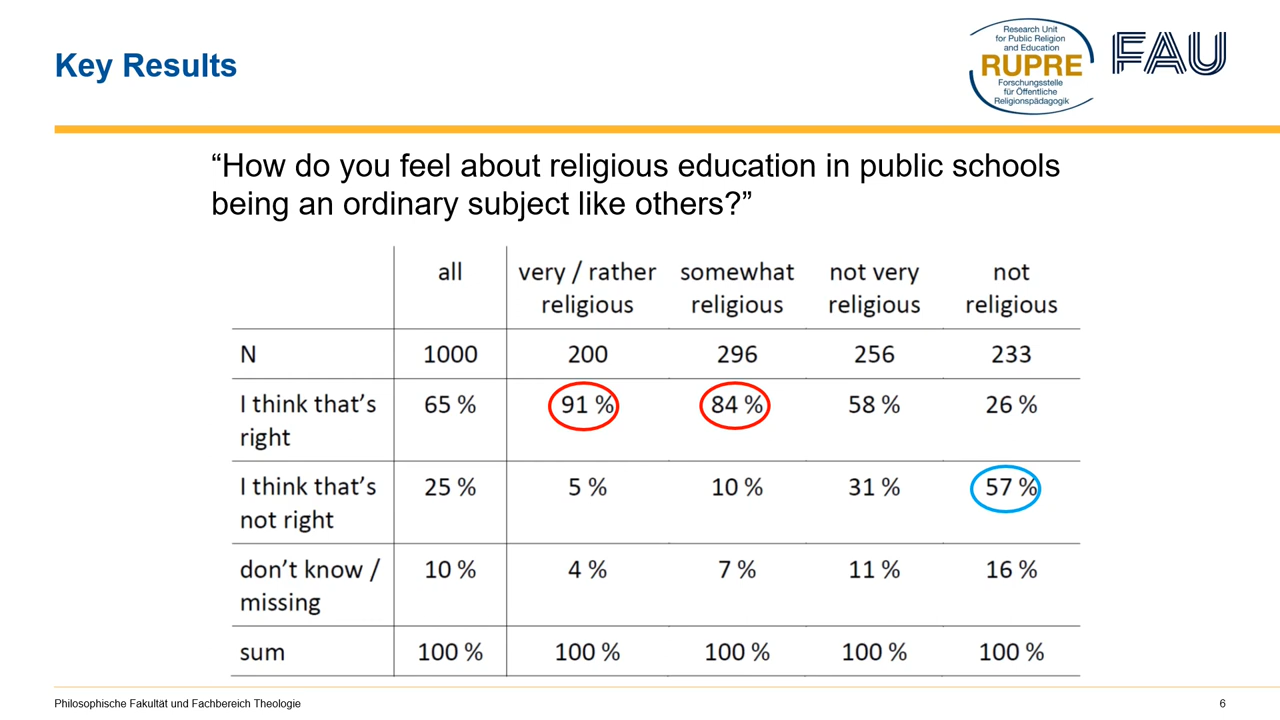 Key Results
Research Unit
for Public Religion
and Education
RUPRE
Forschungsstelle
für Öffentliche
Religionspädagogik
FAU
“How do you feel about religious education in public schools
being an ordinary subject like others?”
all very / rather religious somewhat religious not very religious not religious
N 1000 200 296 256 233
I think that’s right 65 % 91 % 84 % 58 % 26 %
I think that’s not right 25 % 5 % 10 % 31 % 57 %
don’t know / missing 10 % 4 % 7 % 11 % 16 %
sum 100 % 100 % 100 % 100 % 100 %
Philosophische Fakultät und Fachbereich Theologie
6